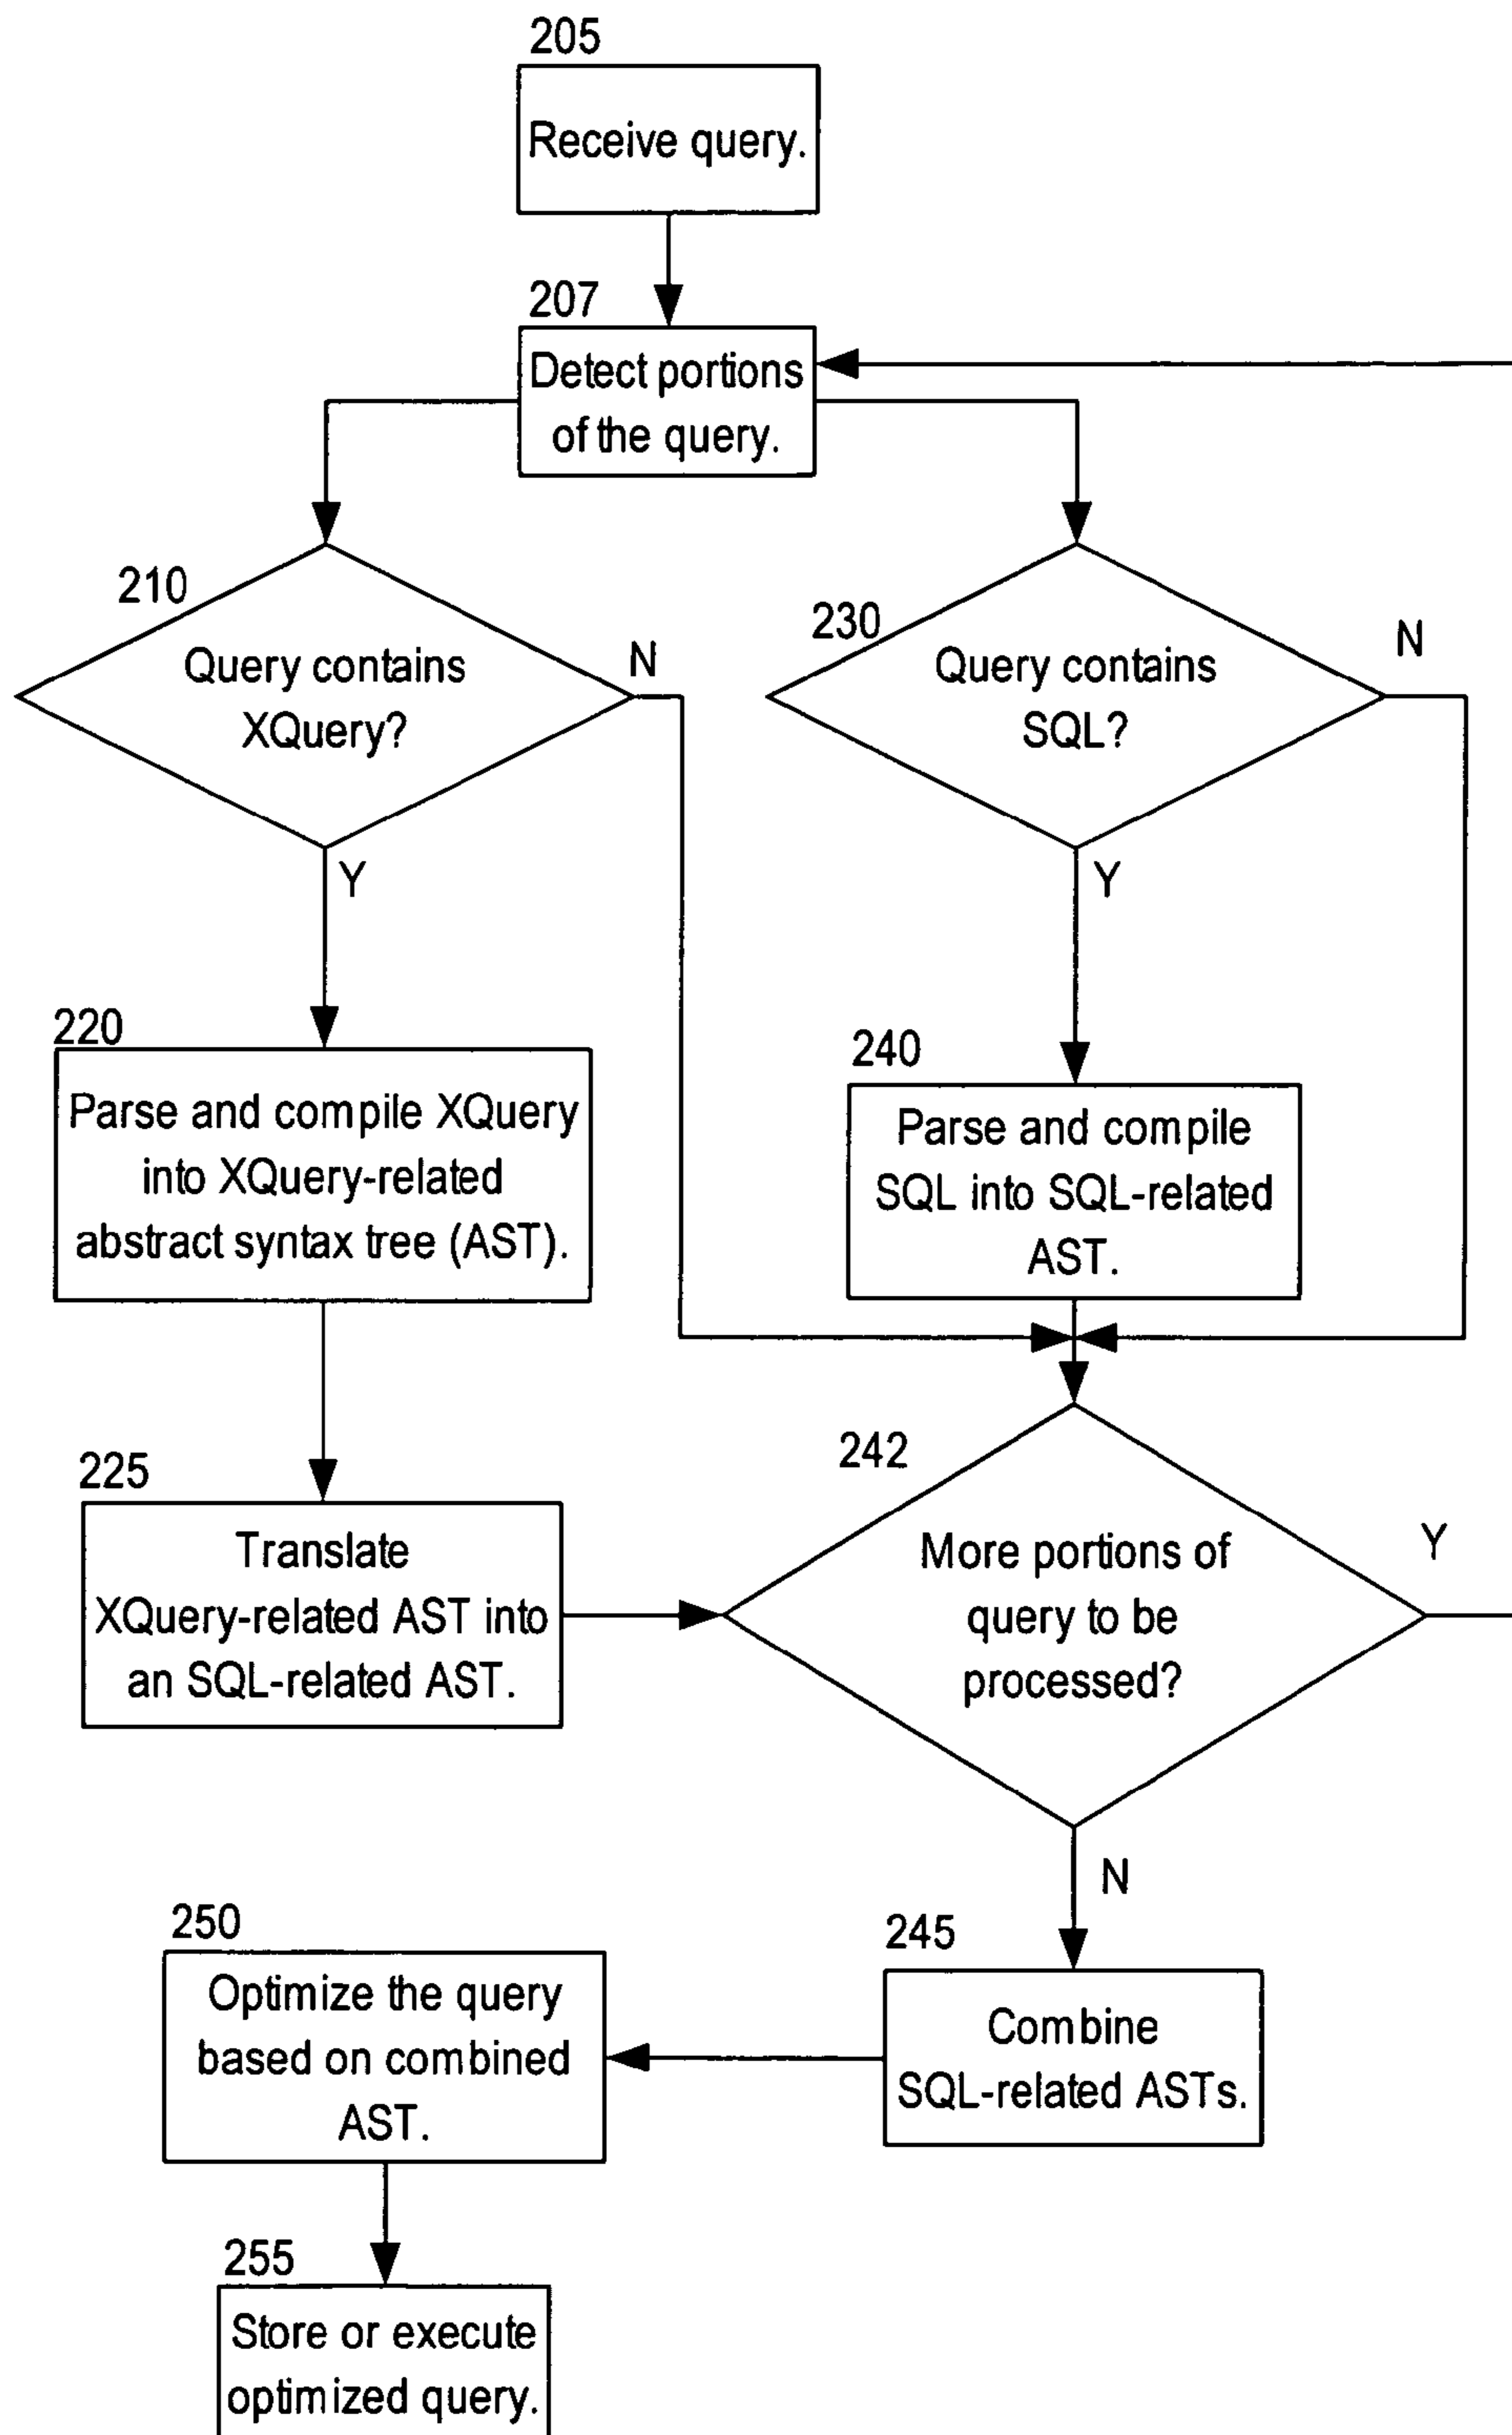 205
Receive query.
207
Detect portions
of the query.
210
Query contains
XQuery?
N
Y
230
Query contains
SQL?
N
Y
220
Parse and compile XQuery
into XQuery-related
abstract syntax tree (AST).
240
Parse and compile
SQL into SQL-related
AST.
225
Translate
XQuery-related AST into
an SQL-related AST.
242
More portions of
query to be
processed?
Y
N
250
Optimize the query
based on combined
AST.
245
Combine
SQL-related ASTs.
255
Store or execute
optimized query.